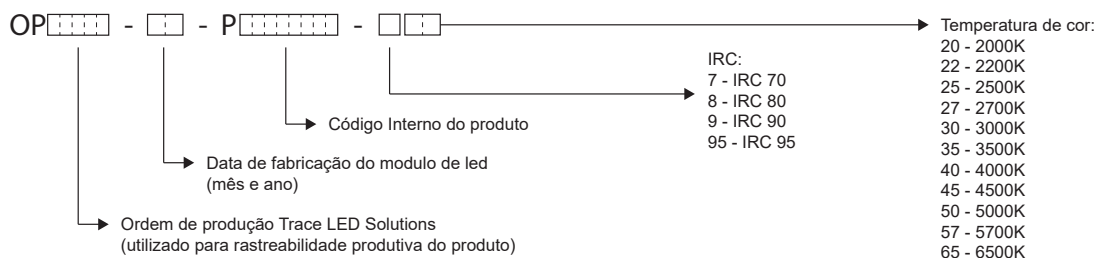 OP - - P -
Temperatura de cor:
20 - 2000K
22 - 2200K
25 - 2500K
27 - 2700K
30 - 3000K
35 - 3500K
40 - 4000K
45 - 4500K
50 - 5000K
57 - 5700K
65 - 6500K
IRC:
7 - IRC 70
8 - IRC 80
9 - IRC 90
95 - IRC 95
Código Interno do produto
Data de fabricação do modulo de led
(mês e ano)
Ordem de produção Trace LED Solutions
(utilizado para rastreabilidade produtiva do produto)